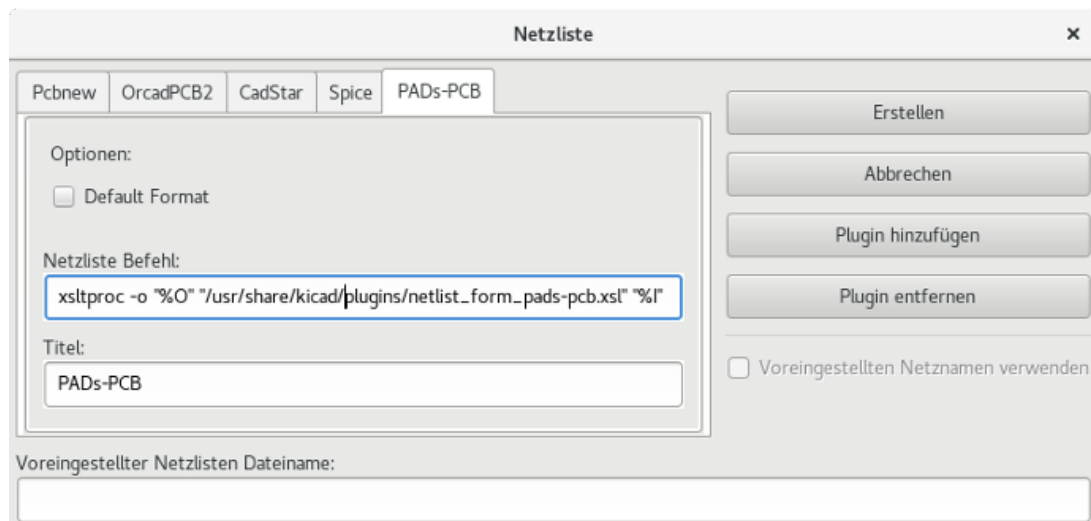 Netzliste
Pcbnew OrcadPCB2 CadStar Spice PADs-PCB
Optionen:
Default Format
Netzliste Befehl:
xsltproc -o "%O" "/usr/share/kicad/plugins/netlist_form_pads-pcb.xsl" "%I"
Titel:
PADs-PCB
Erstellen
Abbrechen
Plugin hinzufügen
Plugin entfernen
Voreingestellten Netznamen verwenden
Voreingestellter Netzlisten Dateiname: